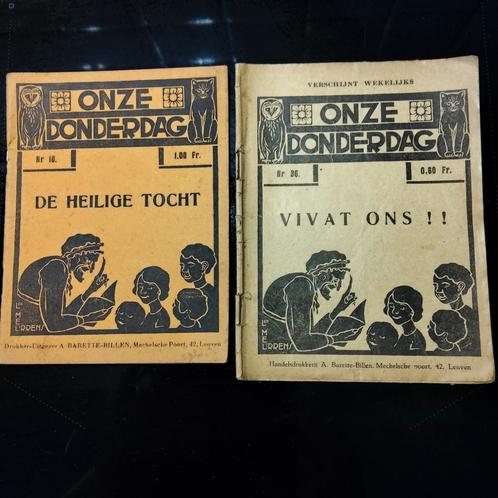 ONZE
DONDERDAG
Nr 10.
1.00 Fr.
DE HEILIGE TOCHT
Drukker-Uitgever A. BARETTE-BILLEN, Mechelsche Poort, 42, Leuven
VERSCHIJNT WEKELIJKS
ONZE
DONDERDAG
Nr 36.
0.60 Fr.
VIVAT ONS !!
Handelsdrukkerij A. Barette-Billen, Mechelsche poort, 42, Leuven